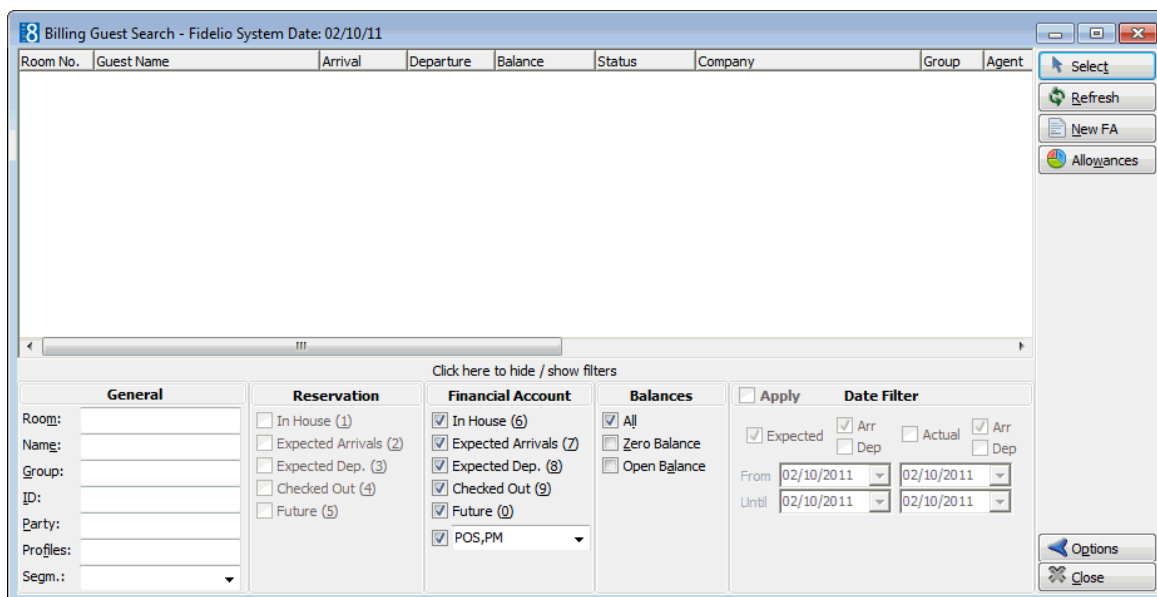 8 Billing Guest Search - Fidelio System Date: 02/10/11
Room No. Guest Name Arrival Departure Balance Status Company Group Agent
Select
Refresh
New FA
Allowances
Click here to hide / show filters
General Reservation Financial Account Balances Apply Date Filter
Room: In House (1) In House (6) All Expected Arr Dep Actual Arr Dep
Name: Expected Arrivals (2) Expected Arrivals (7) Zero Balance
Group: Expected Dep. (3) Expected Dep. (8) Open Balance From 02/10/2011 02/10/2011
ID: Checked Out (4) Checked Out (9) Until 02/10/2011 02/10/2011
Party: Future (5) Future (0)
Profiles: POS,PM
Segm.:
Options
Close